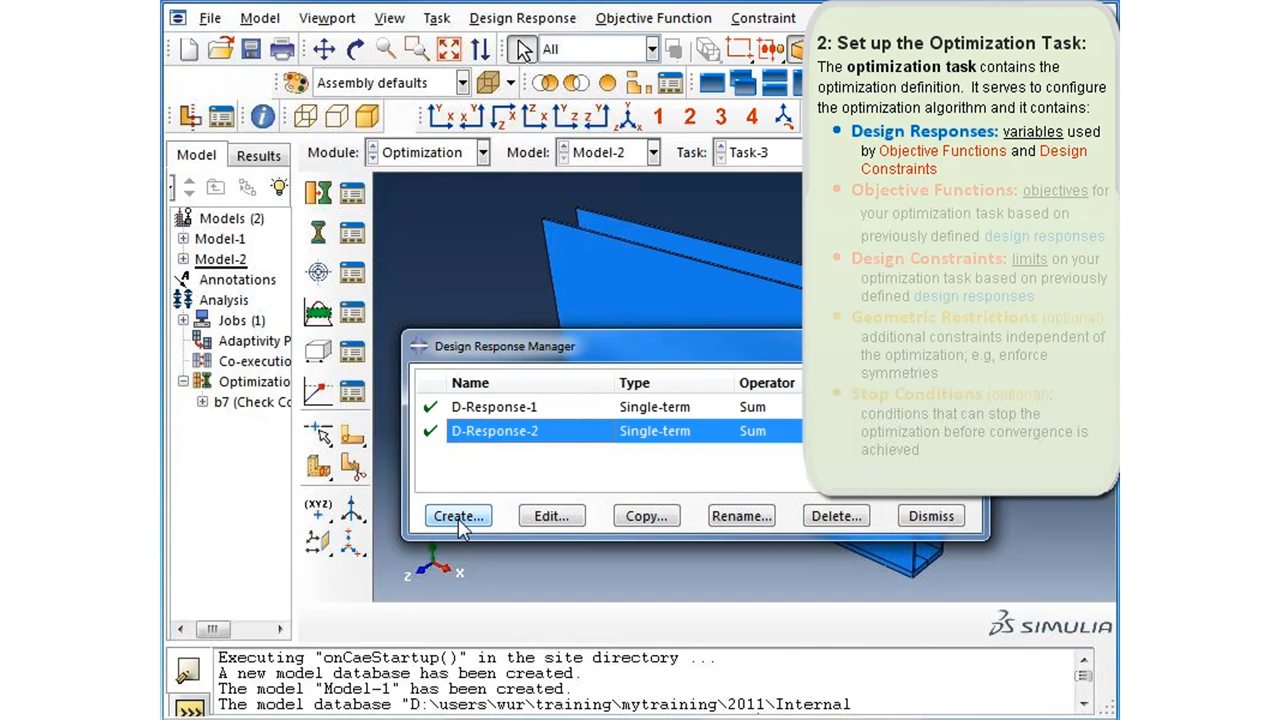 File Model Viewport View Task Design Response Objective Function Constraint
All
Assembly defaults
1 2 3 4
Model Results
Module: Optimization Model: Model-2 Task: Task-3
Models (2)
Model-1
Model-2
Annotations
Analysis
Jobs (1)
Adaptivity P
Co-executio
Optimizatio
b7 (Check Co
(XYZ)
Design Response Manager
Name Type Operator
D-Response-1 Single-term Sum
D-Response-2 Single-term Sum
Create... Edit... Copy... Rename... Delete... Dismiss
z x
SIMULIA
2: Set up the Optimization Task:
The optimization task contains the
optimization definition. It serves to configure
the optimization algorithm and it contains:
• Design Responses: variables used
by Objective Functions and Design
Constraints
• Objective Functions: objectives for
your optimization task based on
previously defined design responses
• Design Constraints: limits on your
optimization task based on previously
defined design responses
• Geometric Restrictions (optional):
additional constraints independent of
the optimization; e.g, enforce
symmetries
• Stop Conditions (optional):
conditions that can stop the
optimization before convergence is
achieved
Executing "onCaeStartup()" in the site directory ...
A new model database has been created.
The model "Model-1" has been created.
The model database "D:\users\wur\training\mytraining\2011\Internal
>>>